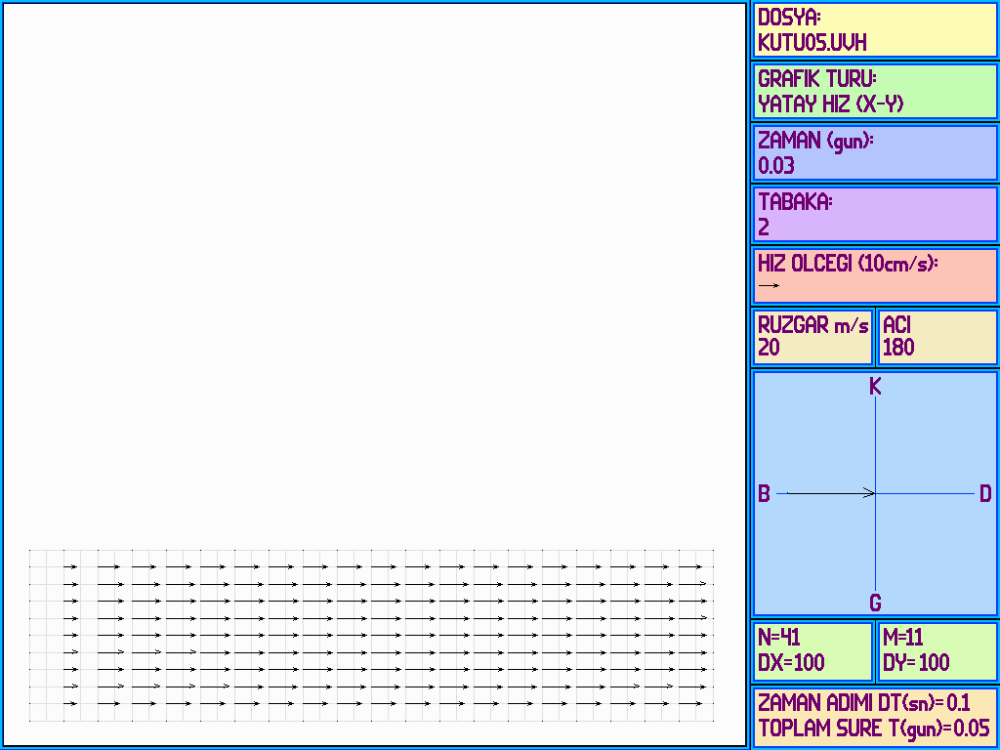 DOSYA:
KUTU05.UVH
GRAFIK TURU:
YATAY HIZ (X-Y)
ZAMAN (gun):
0.03
TABAKA:
2
HIZ OLCEGI (10cm/s):
RUZGAR m/s
20
ACI
180
K
B
D
G
N=41
DX=100
M=11
DY=100
ZAMAN ADIMI DT(sn)=0.1
TOPLAM SURE T(gun)=0.05